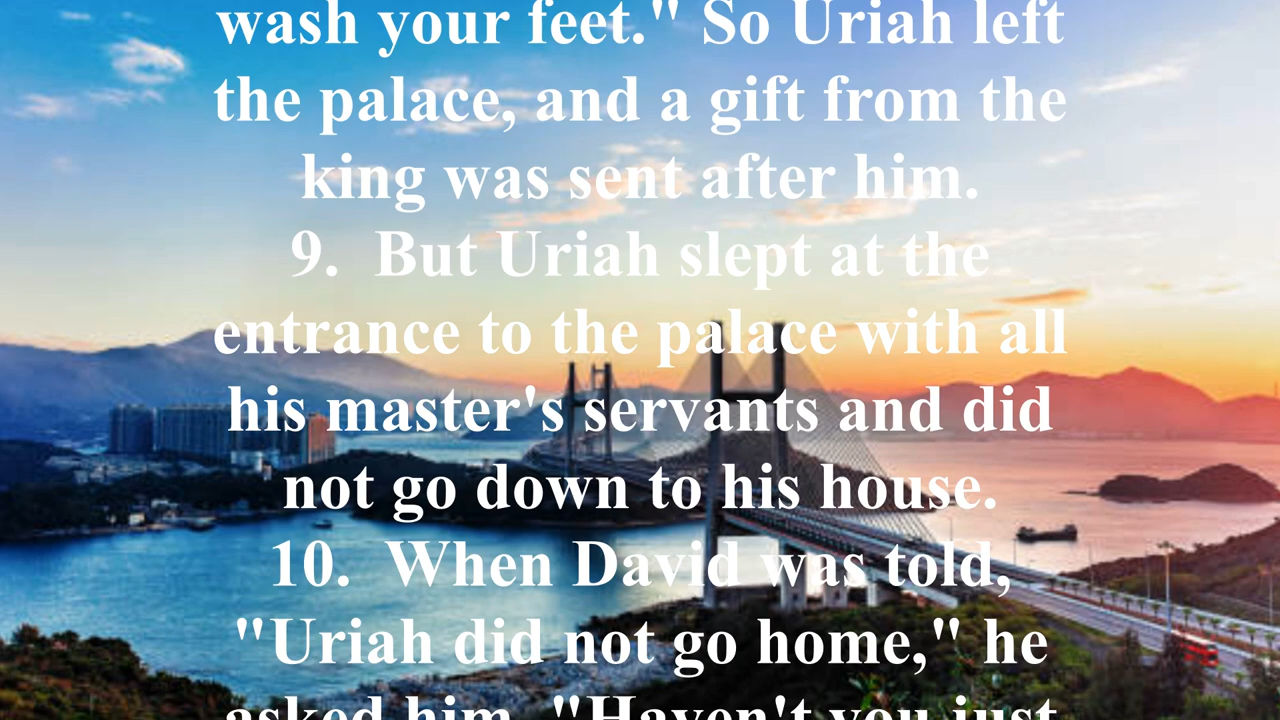 wash your feet." So Uriah left
the palace, and a gift from the
king was sent after him.
9.  But Uriah slept at the
entrance to the palace with all
his master's servants and did
not go down to his house.
10.  When David was told,
"Uriah did not go home," he
asked him, "Haven't you just